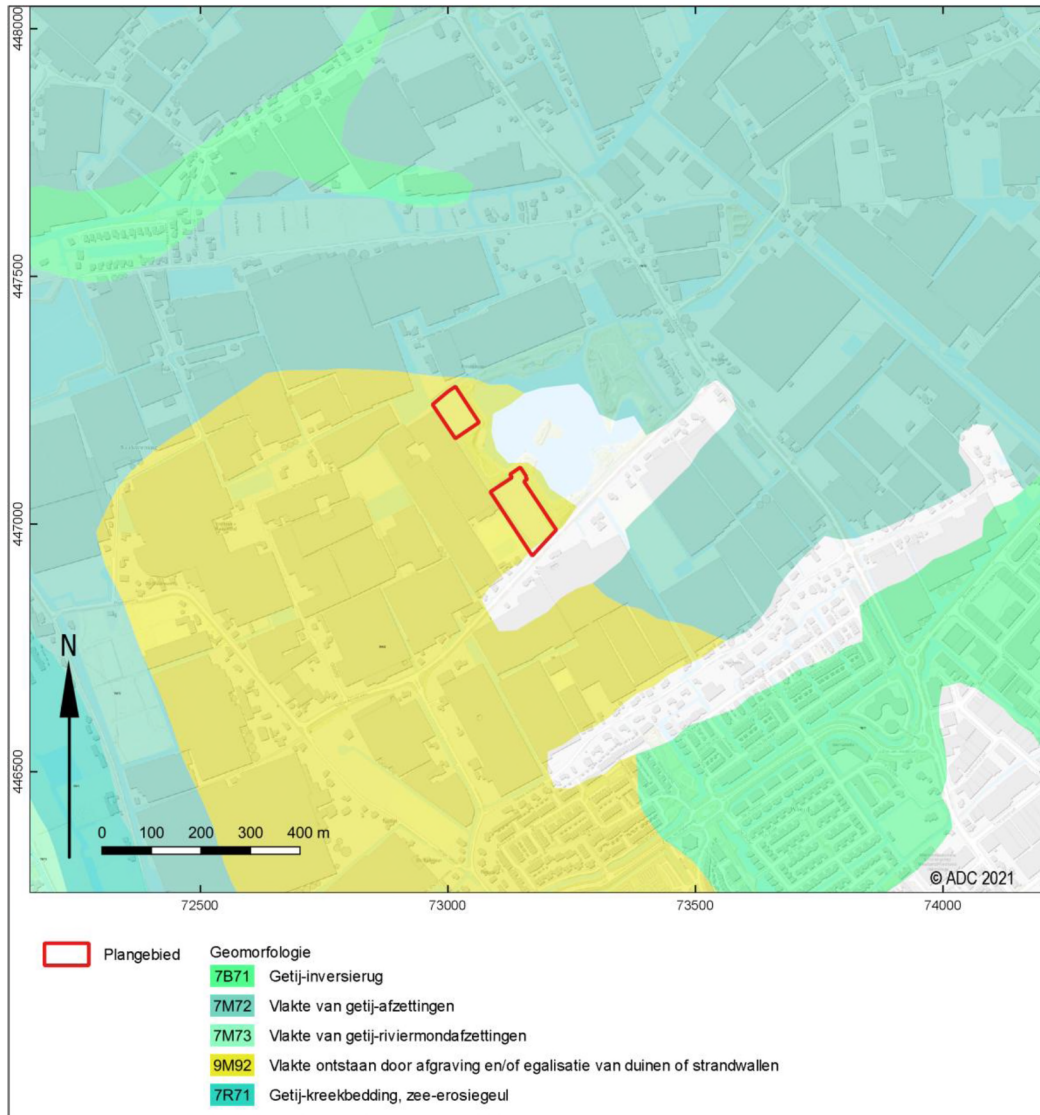 448000
447500
447000
446500
N
0 100 200 300 400 m
© ADC 2021
72500 73000 73500 74000
Plangebied
Geomorfologie
7B71 Getij-inversierug
7M72 Vlakte van getij-afzettingen
7M73 Vlakte van getij-riviermondafzettingen
9M92 Vlakte ontstaan door afgraving en/of egalisatie van duinen of strandwallen
7R71 Getij-kreekbedding, zee-erosiegeul